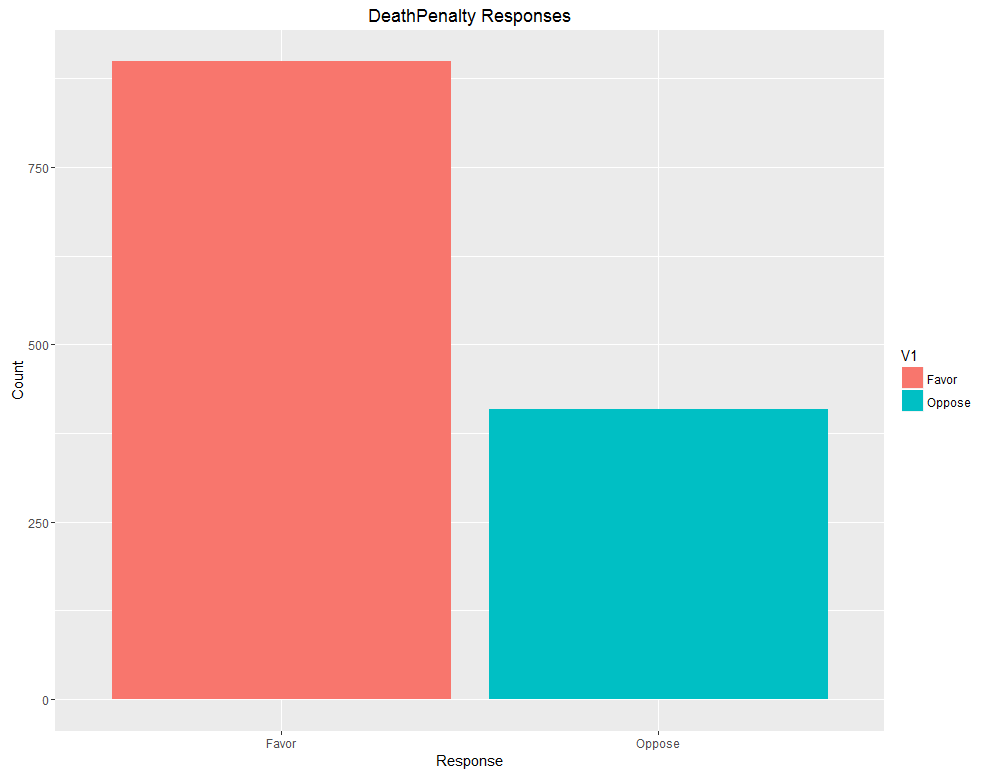 DeathPenalty Responses
Count
750
500
250
0
Favor
Oppose
Response
V1
Favor
Oppose